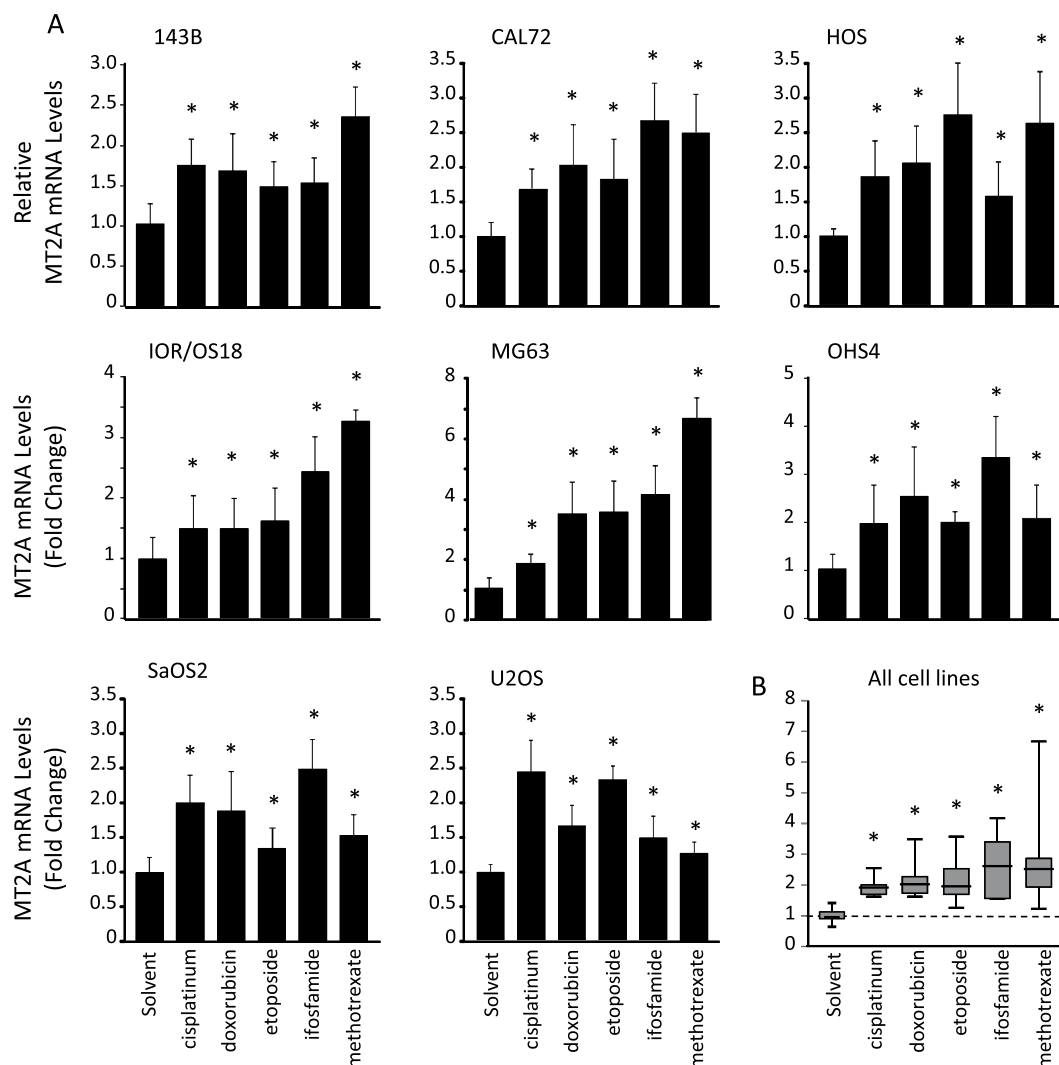 A
143B
CAL72
HOS
Relative
MT2A mRNA Levels
3.0
2.5
2.0
1.5
1.0
0.5
0
* * * * *
3.5
3.0
2.5
2.0
1.5
1.0
0.5
0
* * * * *
3.5
3.0
2.5
2.0
1.5
1.0
0.5
0
* * * * *
IOR/OS18
MG63
OHS4
MT2A mRNA Levels
(Fold Change)
4
3
2
1
0
* * * * *
8
6
4
2
0
* * * * *
5
4
3
2
1
0
* * * * *
SaOS2
U2OS
B
All cell lines
MT2A mRNA Levels
(Fold Change)
3.5
3.0
2.5
2.0
1.5
1.0
0.5
0
* * * * *
Solvent
cisplatinum
doxorubicin
etoposide
ifosfamide
methotrexate
3.5
3.0
2.5
2.0
1.5
1.0
0.5
0
* * * * *
Solvent
cisplatinum
doxorubicin
etoposide
ifosfamide
methotrexate
8
7
6
5
4
3
2
1
0
* * * * *
Solvent
cisplatinum
doxorubicin
etoposide
ifosfamide
methotrexate